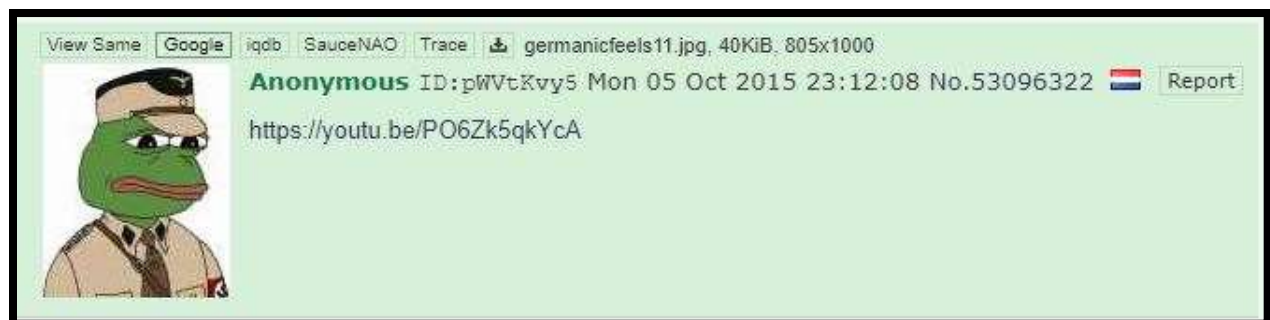 View Same Google iqdb SauceNAO Trace germanicfeels11.jpg, 40KiB, 805x1000
Anonymous ID:pWVtKvy5 Mon 05 Oct 2015 23:12:08 No.53096322 Report
https://youtu.be/PO6Zk5qkYcA